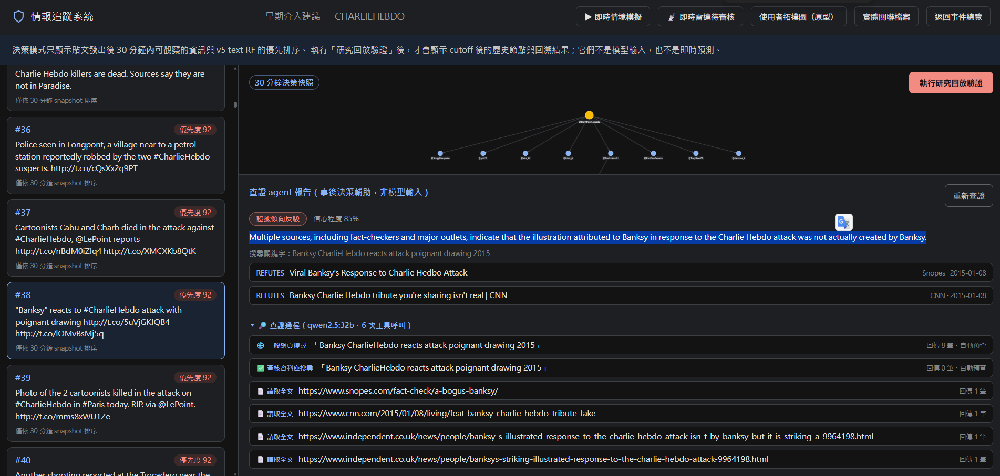 情報追蹤系統
早期介入建議 — CHARLIEHEBDO
▶ 即時情境模擬
即時雷達待審核
使用者拓撲圖（原型）
實體關聯檔案
返回事件總覽
決策模式只顯示貼文發出後 30 分鐘內可觀察的資訊與 v5 text RF 的優先排序。 執行「研究回放驗證」後，才會顯示 cutoff 後的歷史節點與回溯結果；它們不是模型輸入，也不是即時預測。
Charlie Hebdo killers are dead. Sources say they are
not in Paradise.
僅依 30 分鐘 snapshot 排序
#36
優先度 92
Police seen in Longpont, a village near to a petrol
station reportedly robbed by the two #CharlieHebdo
suspects. http://t.co/cQsXx2q9PT
僅依 30 分鐘 snapshot 排序
#37
優先度 92
Cartoonists Cabu and Charb died in the attack against
#CharlieHebdo, @LePoint reports
http://t.co/nBdM0iZIq4 http://t.co/XMCXKb8QtK
僅依 30 分鐘 snapshot 排序
#38
優先度 92
"Banksy" reacts to #CharlieHebdo attack with
poignant drawing http://t.co/5uVjGKfQB4
http://t.co/lOMvBsMj5q
僅依 30 分鐘 snapshot 排序
#39
優先度 92
Photo of the 2 cartoonists killed in the attack on
#CharlieHebdo in #Paris today. RIP. via @LePoint.
http://t.co/mms8xWU1Ze
僅依 30 分鐘 snapshot 排序
#40
優先度 92
Another shooting reported at the Trocadero near the
30 分鐘決策快照
執行研究回放驗證
@HuffPostCanada
查證 agent 報告（事後決策輔助，非模型輸入）
重新查證
證據傾向反駁
信心程度 85%
Multiple sources, including fact-checkers and major outlets, indicate that the illustration attributed to Banksy in response to the Charlie Hebdo attack was not actually created by Banksy.
搜尋關鍵字：Banksy CharlieHebdo reacts attack poignant drawing 2015
REFUTES Viral Banksy's Response to Charlie Hedbo Attack
Snopes · 2015-01-08
REFUTES Banksy Charlie Hebdo tribute you're sharing isn't real | CNN
CNN · 2015-01-08
▾ 查證過程（qwen2.5:32b · 6 次工具呼叫）
一般網頁搜尋 「Banksy CharlieHebdo reacts attack poignant drawing 2015」
回傳 8 筆 · 自動預查
查核資料庫搜尋 「Banksy CharlieHebdo reacts attack poignant drawing 2015」
回傳 0 筆 · 自動預查
讀取全文 https://www.snopes.com/fact-check/a-bogus-banksy/
回傳 1 筆
讀取全文 https://www.cnn.com/2015/01/08/living/feat-banksy-charlie-hebdo-tribute-fake
回傳 1 筆
讀取全文 https://www.independent.co.uk/news/people/banksy-s-illustrated-response-to-the-charlie-hebdo-attack-isn-t-by-banksy-but-it-is-striking-a-9964198.html
回傳 1 筆
讀取全文 https://www.independent.co.uk/news/people/banksys-striking-illustrated-response-to-the-charlie-hebdo-attack-9964198.html
回傳 1 筆